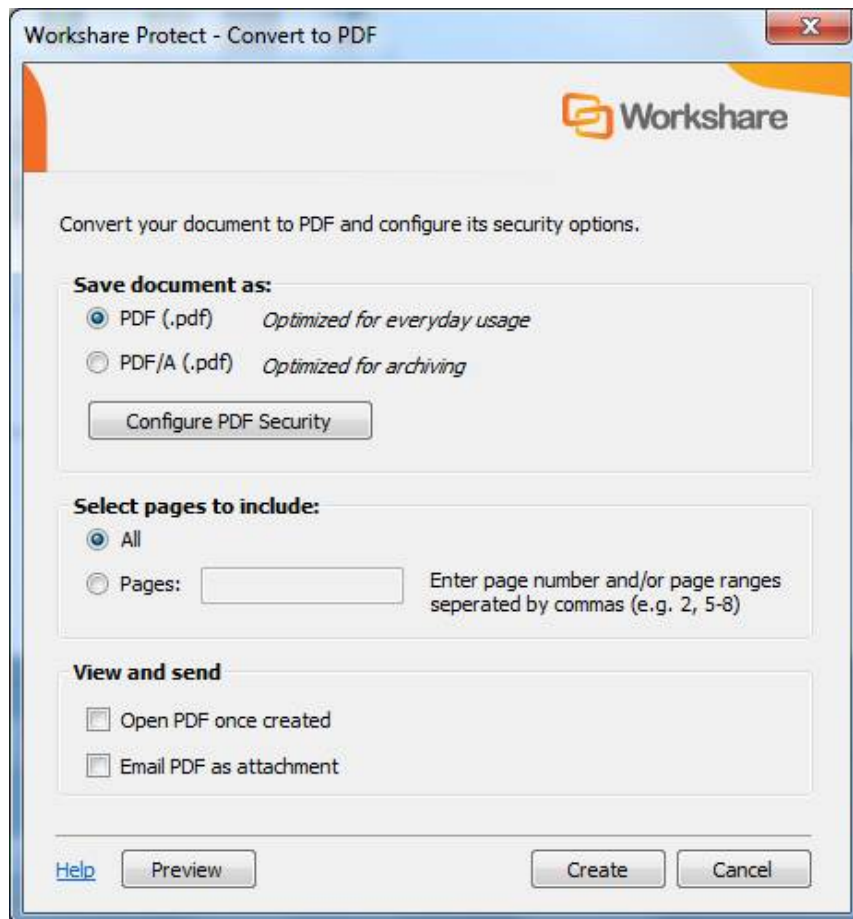 Workshare Protect - Convert to PDF
Workshare
Convert your document to PDF and configure its security options.
Save document as:
PDF (.pdf) Optimized for everyday usage
PDF/A (.pdf) Optimized for archiving
Configure PDF Security
Select pages to include:
All
Pages: Enter page number and/or page ranges
seperated by commas (e.g. 2, 5-8)
View and send
Open PDF once created
Email PDF as attachment
Help Preview Create Cancel